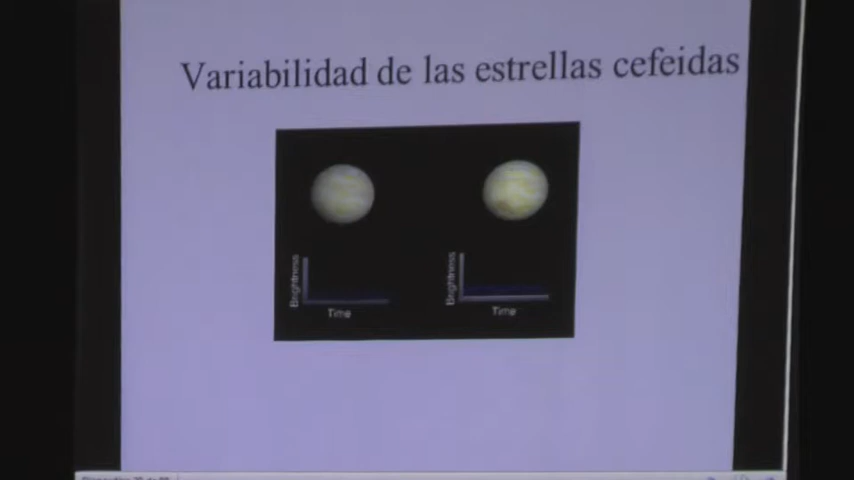 Variabilidad de las estrellas cefeidas
Brightness
Time
Brightness
Time